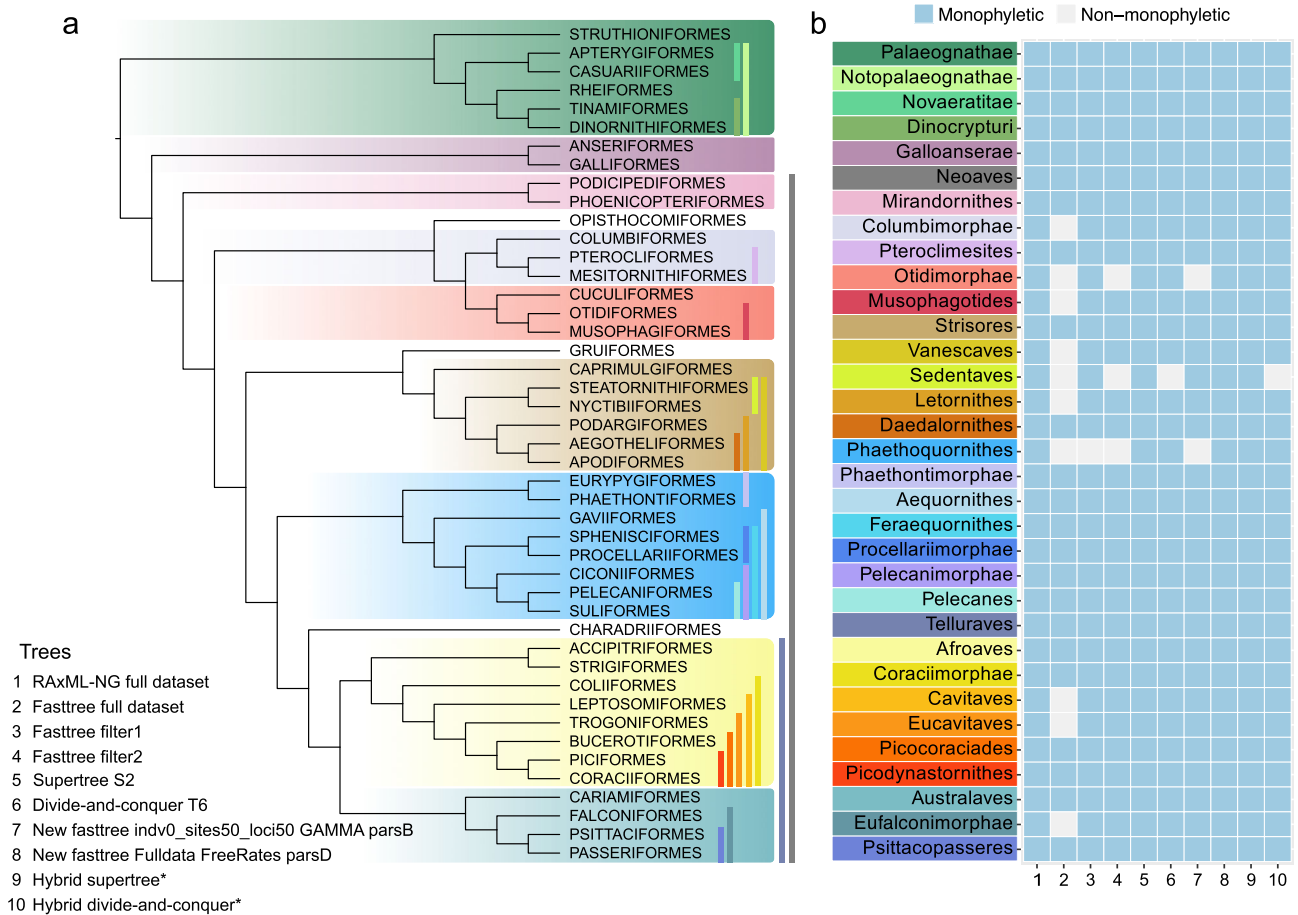 a
STRUTHIONIFORMES
APTERYGIFORMES
CASUARIIFORMES
RHEIFORMES
TINAMIFORMES
DINORNITHIFORMES
ANSERIFORMES
GALLIFORMES
PODICIPEDIFORMES
PHOENICOPTERIFORMES
OPISTHOCOMIFORMES
COLUMBIFORMES
PTEROCLIFORMES
MESITORNITHIFORMES
CUCULIFORMES
OTIDIFORMES
MUSOPHAGIFORMES
GRUIFORMES
CAPRIMULGIFORMES
STEATORNITHIFORMES
NYCTIBIIFORMES
PODARGIFORMES
AEGOTHELIFORMES
APODIFORMES
EURYPYGIFORMES
PHAETHONTIFORMES
GAVIIFORMES
SPHENISCIFORMES
PROCELLARIIFORMES
CICONIIFORMES
PELECANIFORMES
SULIFORMES
CHARADRIIFORMES
ACCIPITRIFORMES
STRIGIFORMES
COLIIFORMES
LEPTOSOMIFORMES
TROGONIFORMES
BUCEROTIFORMES
PICIFORMES
CORACIIFORMES
CARIAMIFORMES
FALCONIFORMES
PSITTACIFORMES
PASSERIFORMES
Trees
1 RAxML-NG full dataset
2 Fasttree full dataset
3 Fasttree filter1
4 Fasttree filter2
5 Supertree S2
6 Divide-and-conquer T6
7 New fasttree indv0_sites50_loci50 GAMMA parsB
8 New fasttree Fulldata FreeRates parsD
9 Hybrid supertree*
10 Hybrid divide-and-conquer*
b
Monophyletic Non−monophyletic
Palaeognathae
Notopalaeognathae
Novaeratitae
Dinocrypturi
Galloanserae
Neoaves
Mirandornithes
Columbimorphae
Pteroclimesites
Otidimorphae
Musophagotides
Strisores
Vanescaves
Sedentaves
Letornithes
Daedalornithes
Phaethoquornithes
Phaethontimorphae
Aequornithes
Feraequornithes
Procellariimorphae
Pelecanimorphae
Pelecanes
Telluraves
Afroaves
Coraciimorphae
Cavitaves
Eucavitaves
Picocoraciades
Picodynastornithes
Australaves
Eufalconimorphae
Psittacopasseres
1 2 3 4 5 6 7 8 9 10